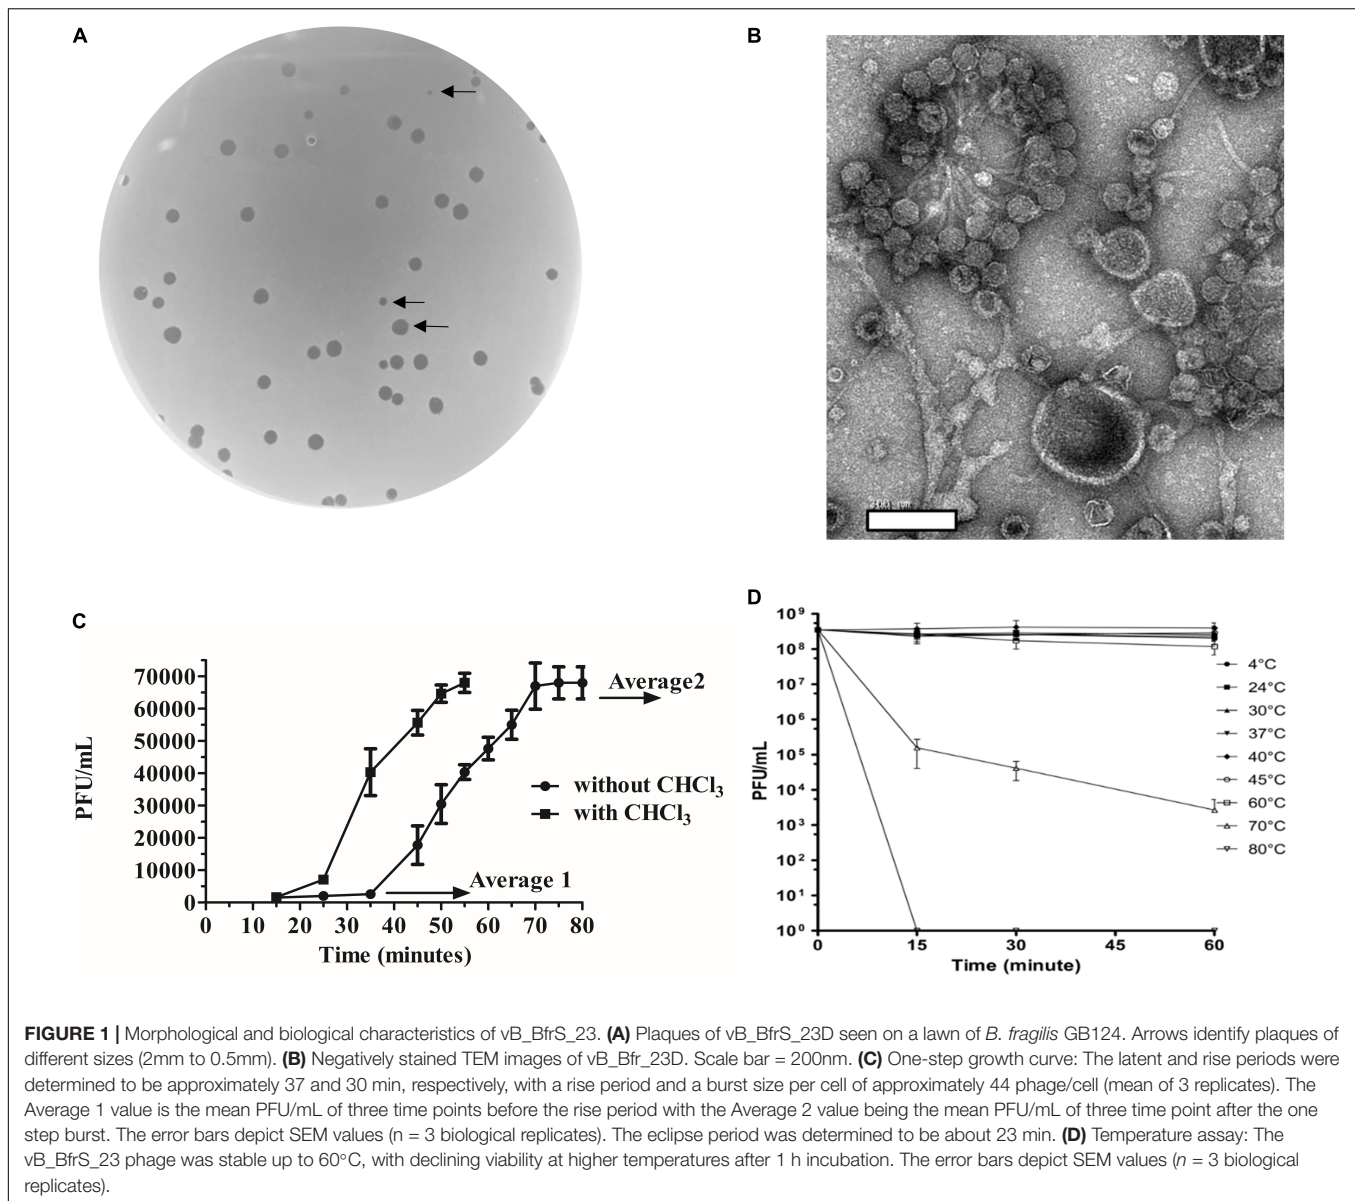 A
B
200 nm
C
PFU/mL
70000
60000
50000
40000
30000
20000
10000
0
0 10 20 30 40 50 60 70 80
Time (minutes)
Average2
without CHCl₃
with CHCl₃
Average 1
D
PFU/mL
10⁹
10⁸
10⁷
10⁶
10⁵
10⁴
10³
10²
10¹
10⁰
0 15 30 45 60
Time (minute)
4°C
24°C
30°C
37°C
40°C
45°C
60°C
70°C
80°C
FIGURE 1 | Morphological and biological characteristics of vB_BfrS_23. (A) Plaques of vB_BfrS_23D seen on a lawn of B. fragilis GB124. Arrows identify plaques of
different sizes (2mm to 0.5mm). (B) Negatively stained TEM images of vB_Bfr_23D. Scale bar = 200nm. (C) One-step growth curve: The latent and rise periods were
determined to be approximately 37 and 30 min, respectively, with a rise period and a burst size per cell of approximately 44 phage/cell (mean of 3 replicates). The
Average 1 value is the mean PFU/mL of three time points before the rise period with the Average 2 value being the mean PFU/mL of three time point after the one
step burst. The error bars depict SEM values (n = 3 biological replicates). The eclipse period was determined to be about 23 min. (D) Temperature assay: The
vB_BfrS_23 phage was stable up to 60°C, with declining viability at higher temperatures after 1 h incubation. The error bars depict SEM values (n = 3 biological
replicates).